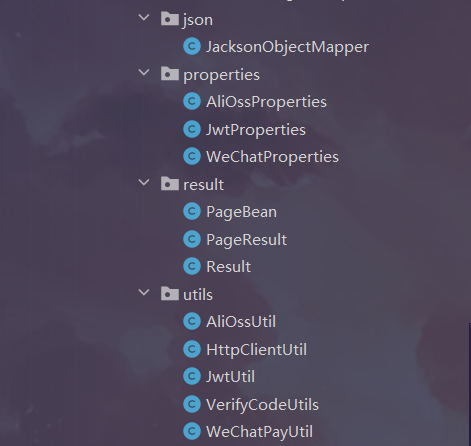 json
JacksonObjectMapper
properties
AliOssProperties
JwtProperties
WeChatProperties
result
PageBean
PageResult
Result
utils
AliOssUtil
HttpClientUtil
JwtUtil
VerifyCodeUtils
WeChatPayUtil